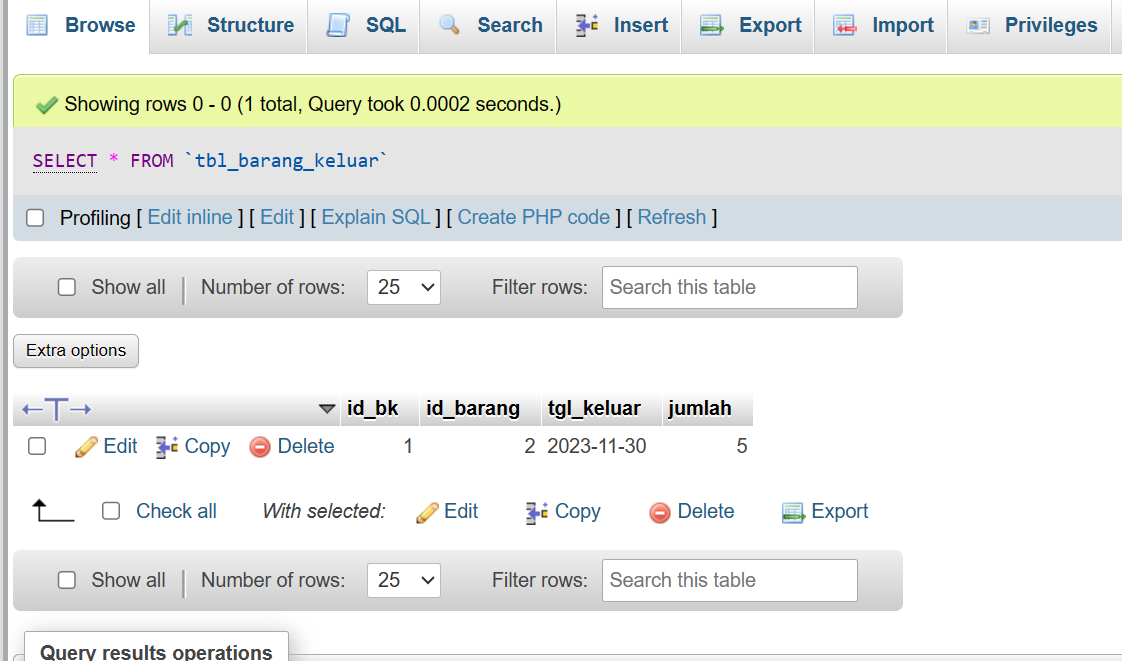 Browse Structure SQL Search Insert Export Import Privileges
Showing rows 0 - 0 (1 total, Query took 0.0002 seconds.)
SELECT * FROM `tbl_barang_keluar`
Profiling [ Edit inline ] [ Edit ] [ Explain SQL ] [ Create PHP code ] [ Refresh ]
Show all | Number of rows: 25 Filter rows: Search this table
Extra options
←T→ id_bk id_barang tgl_keluar jumlah
Edit Copy Delete 1 2 2023-11-30 5
Check all With selected: Edit Copy Delete Export
Show all | Number of rows: 25 Filter rows: Search this table
Query results operations